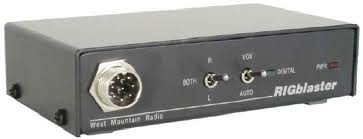 R
VOX
BOTH
DIGITAL
PWR
L
AUTO
RIGblaster
West Mountain Radio